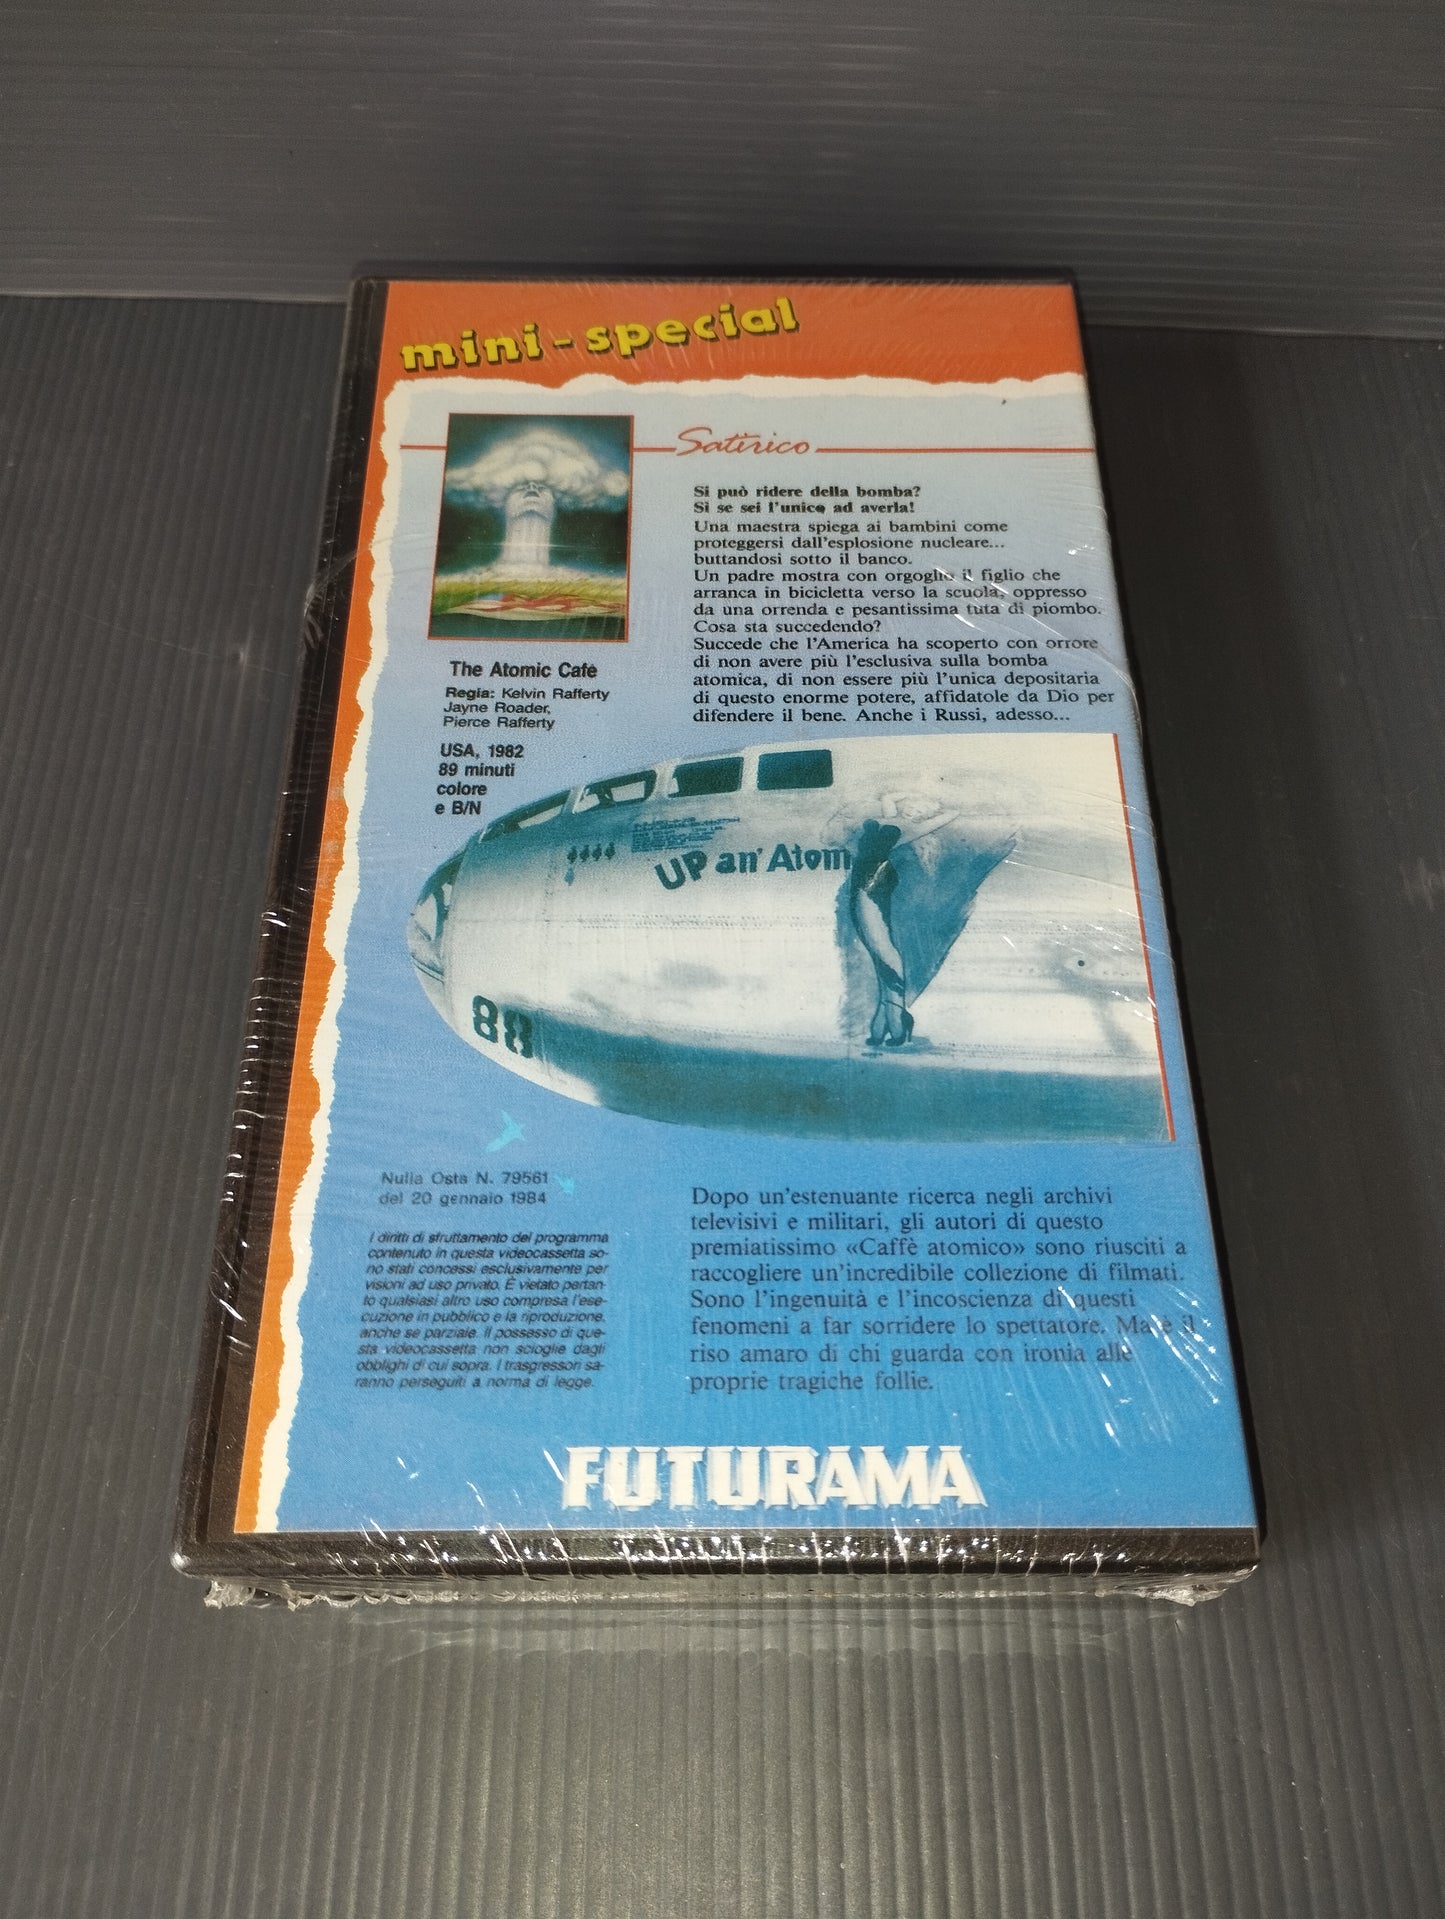 mini-special
Satirico
Si può ridere della bomba?
Sì se sei l'unico ad averla!
Una maestra spiega ai bambini come
proteggersi dall'esplosione nucleare...
buttandosi sotto il banco.
Un padre mostra con orgoglio il figlio che
arranca in bicicletta verso la scuola, oppresso
da una orrenda e pesantissima tuta di piombo.
Cosa sta succedendo?
Succede che l'America ha scoperto con orrore
di non avere più l'esclusiva sulla bomba
atomica, di non essere più l'unica depositaria
di questo enorme potere, affidatole da Dio per
difendere il bene. Anche i Russi, adesso...
The Atomic Cafè
Regia: Kelvin Rafferty
Jayne Roader,
Pierce Rafferty
USA, 1982
89 minuti
colore
e B/N
UP an' Atom
88
Nulla Osta N. 79561
del 20 gennaio 1984
I diritti di sfruttamento del programma
contenuto in questa videocassetta so-
no stati concessi esclusivamente per
visioni ad uso privato. È vietato pertan-
to qualsiasi altro uso compresa l'ese-
cuzione in pubblico e la riproduzione,
anche se parziale. Il possesso di que-
sta videocassetta non scioglie dagli
obblighi di cui sopra. I trasgressori sa-
ranno perseguiti a norma di legge.
Dopo un'estenuante ricerca negli archivi
televisivi e militari, gli autori di questo
premiatissimo «Caffè atomico» sono riusciti a
raccogliere un'incredibile collezione di filmati.
Sono l'ingenuità e l'incoscienza di questi
fenomeni a far sorridere lo spettatore. Ma è il
riso amaro di chi guarda con ironia alle
proprie tragiche follie.
FUTURAMA